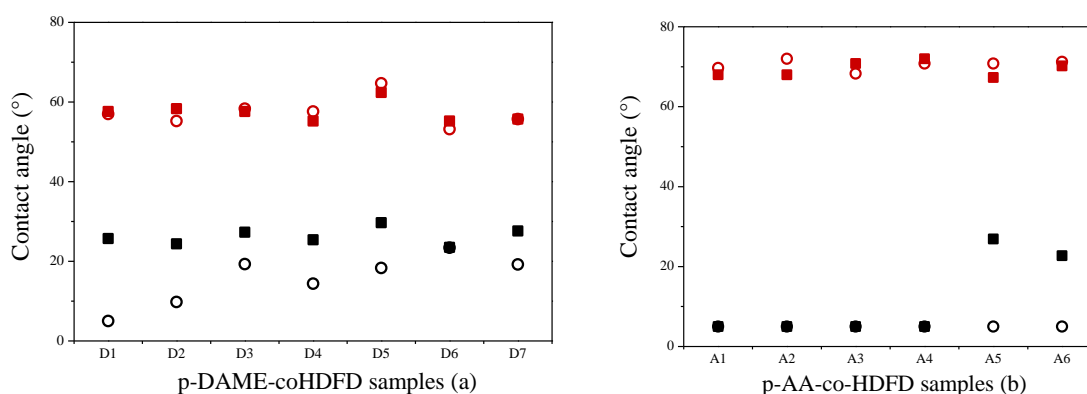 80
60
40
20
0
Contact angle (°)
D1 D2 D3 D4 D5 D6 D7
p-DAME-coHDFD samples (a)
80
60
40
20
0
Contact angle (°)
A1 A2 A3 A4 A5 A6
p-AA-co-HDFD samples (b)